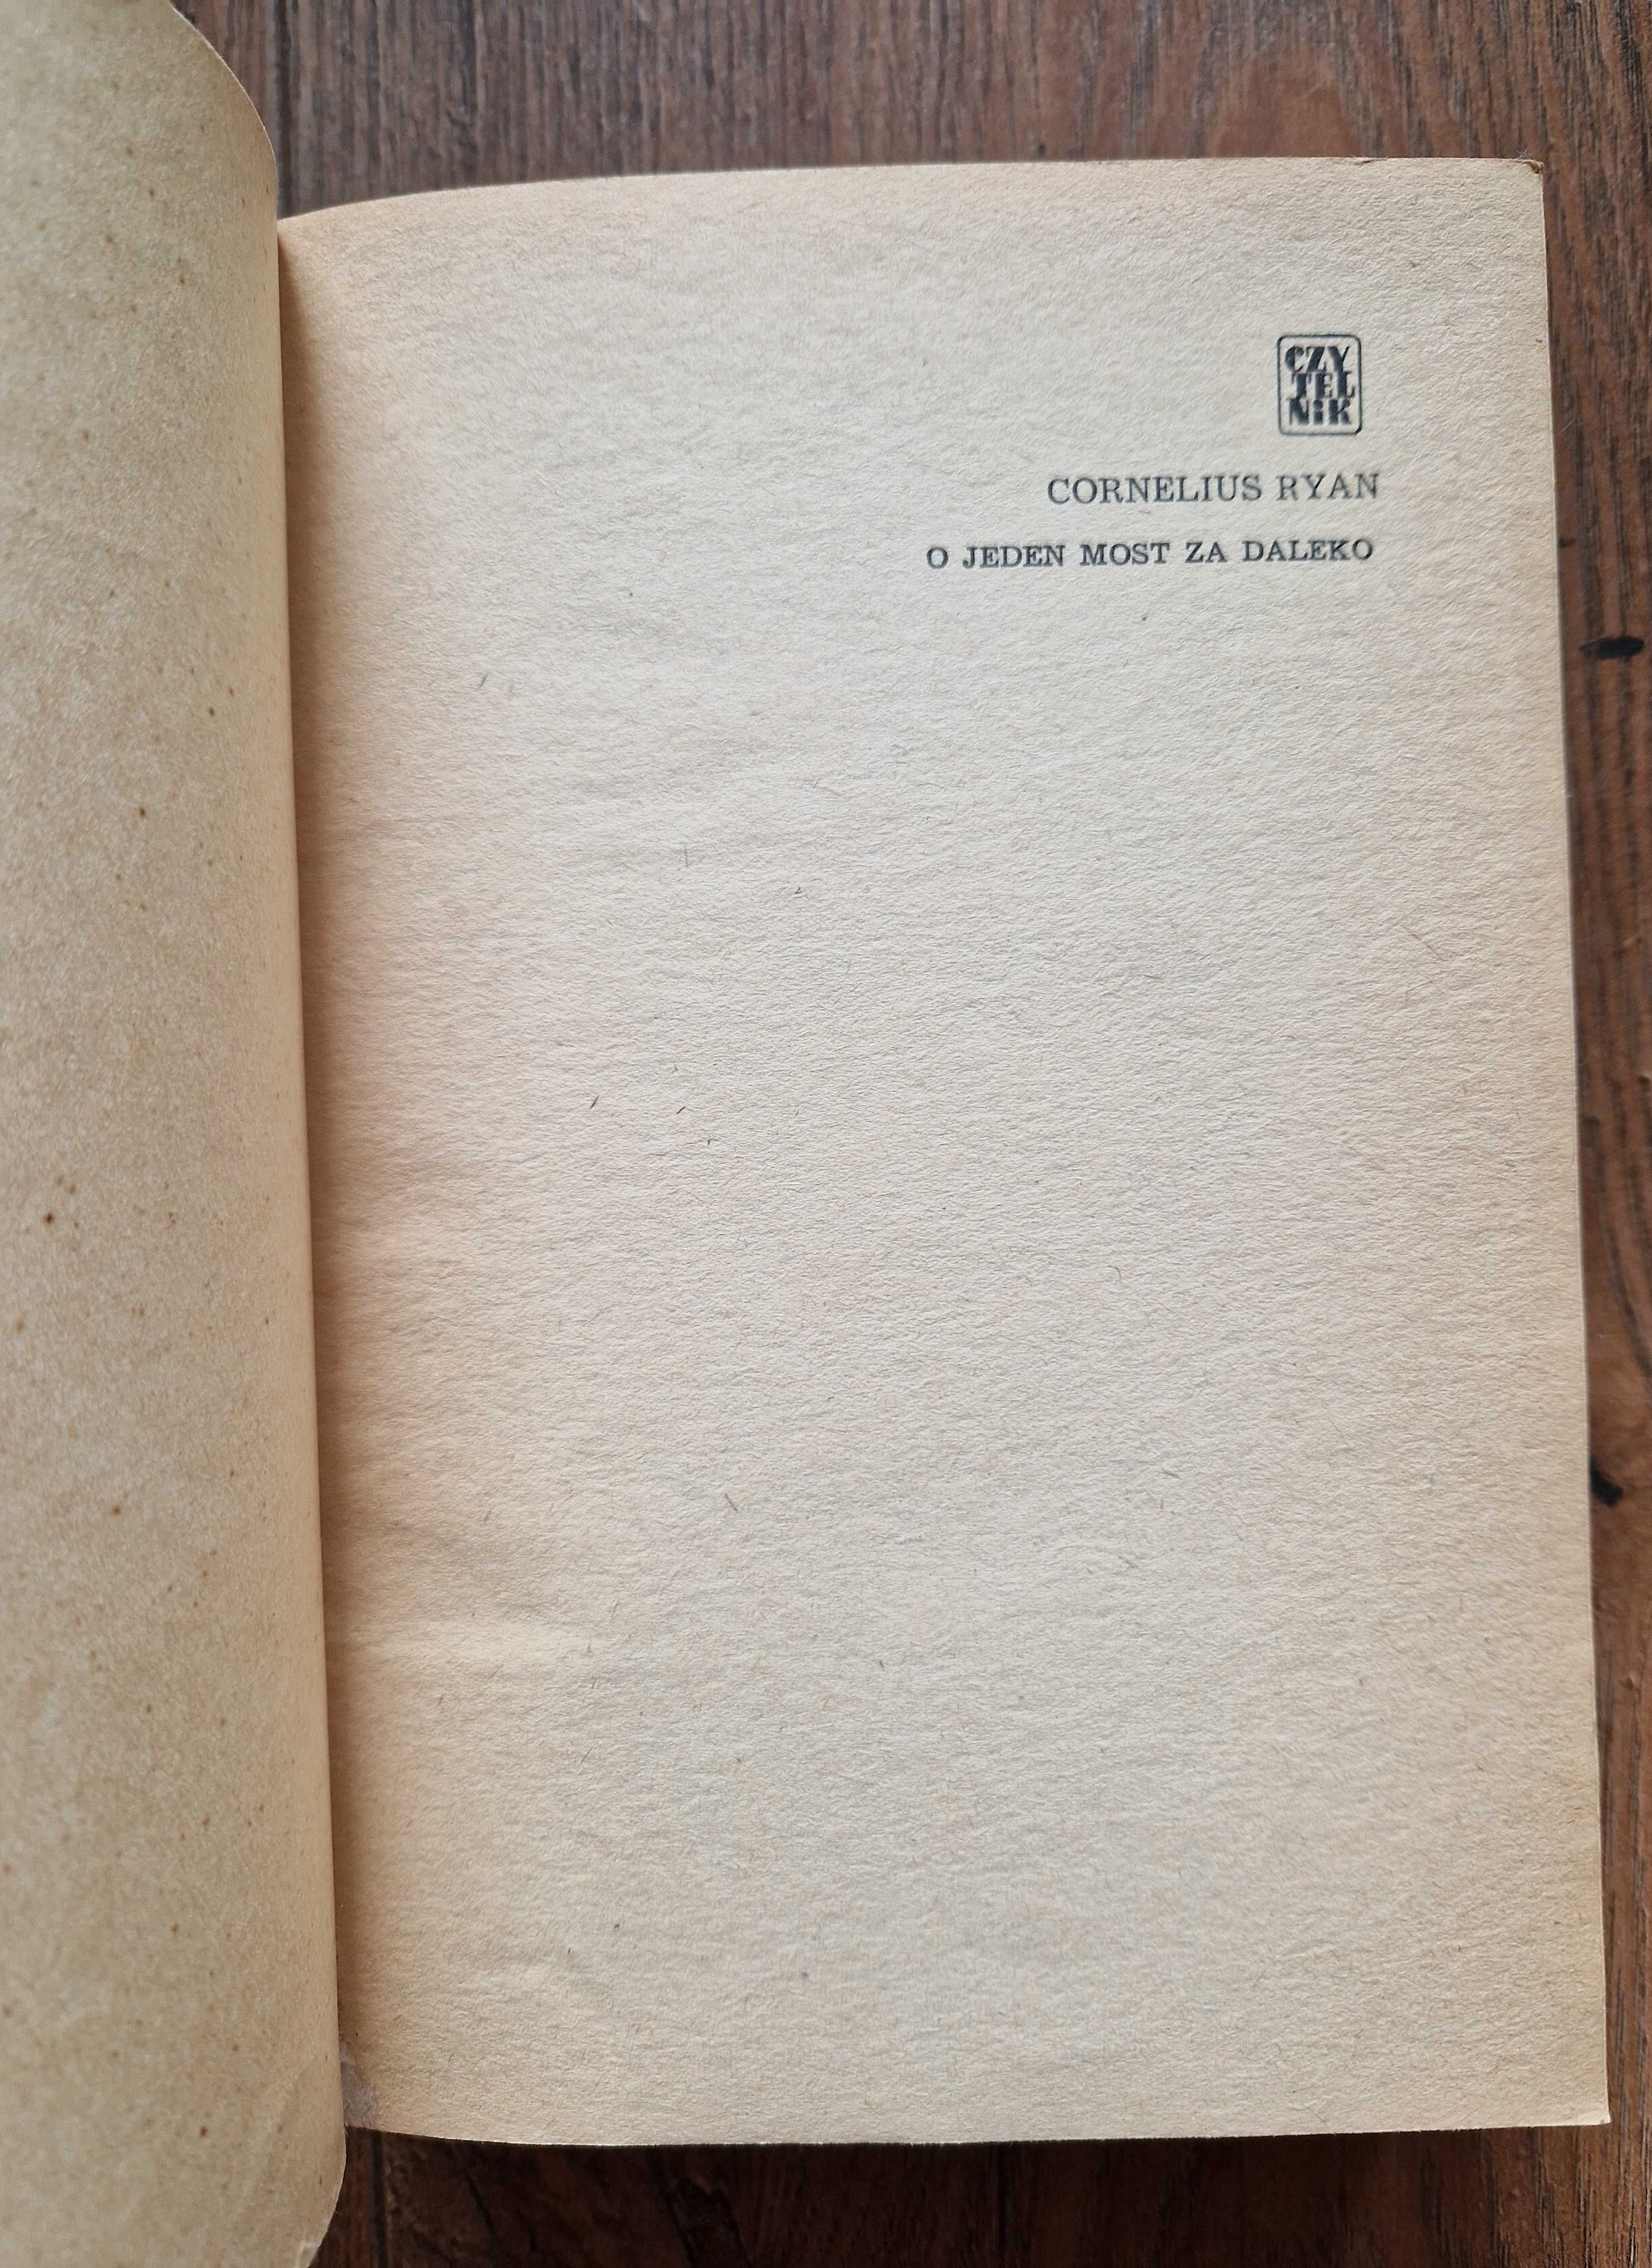 CZY
TEL
NiK
CORNELIUS RYAN
O JEDEN MOST ZA DALEKO